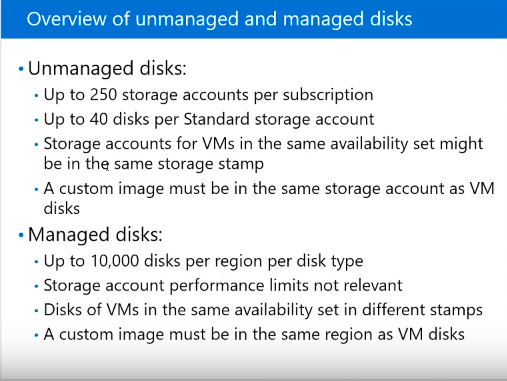 Overview of unmanaged and managed disks
• Unmanaged disks:
• Up to 250 storage accounts per subscription
• Up to 40 disks per Standard storage account
• Storage accounts for VMs in the same availability set might
be in the same storage stamp
• A custom image must be in the same storage account as VM
disks
• Managed disks:
• Up to 10,000 disks per region per disk type
• Storage account performance limits not relevant
• Disks of VMs in the same availability set in different stamps
• A custom image must be in the same region as VM disks